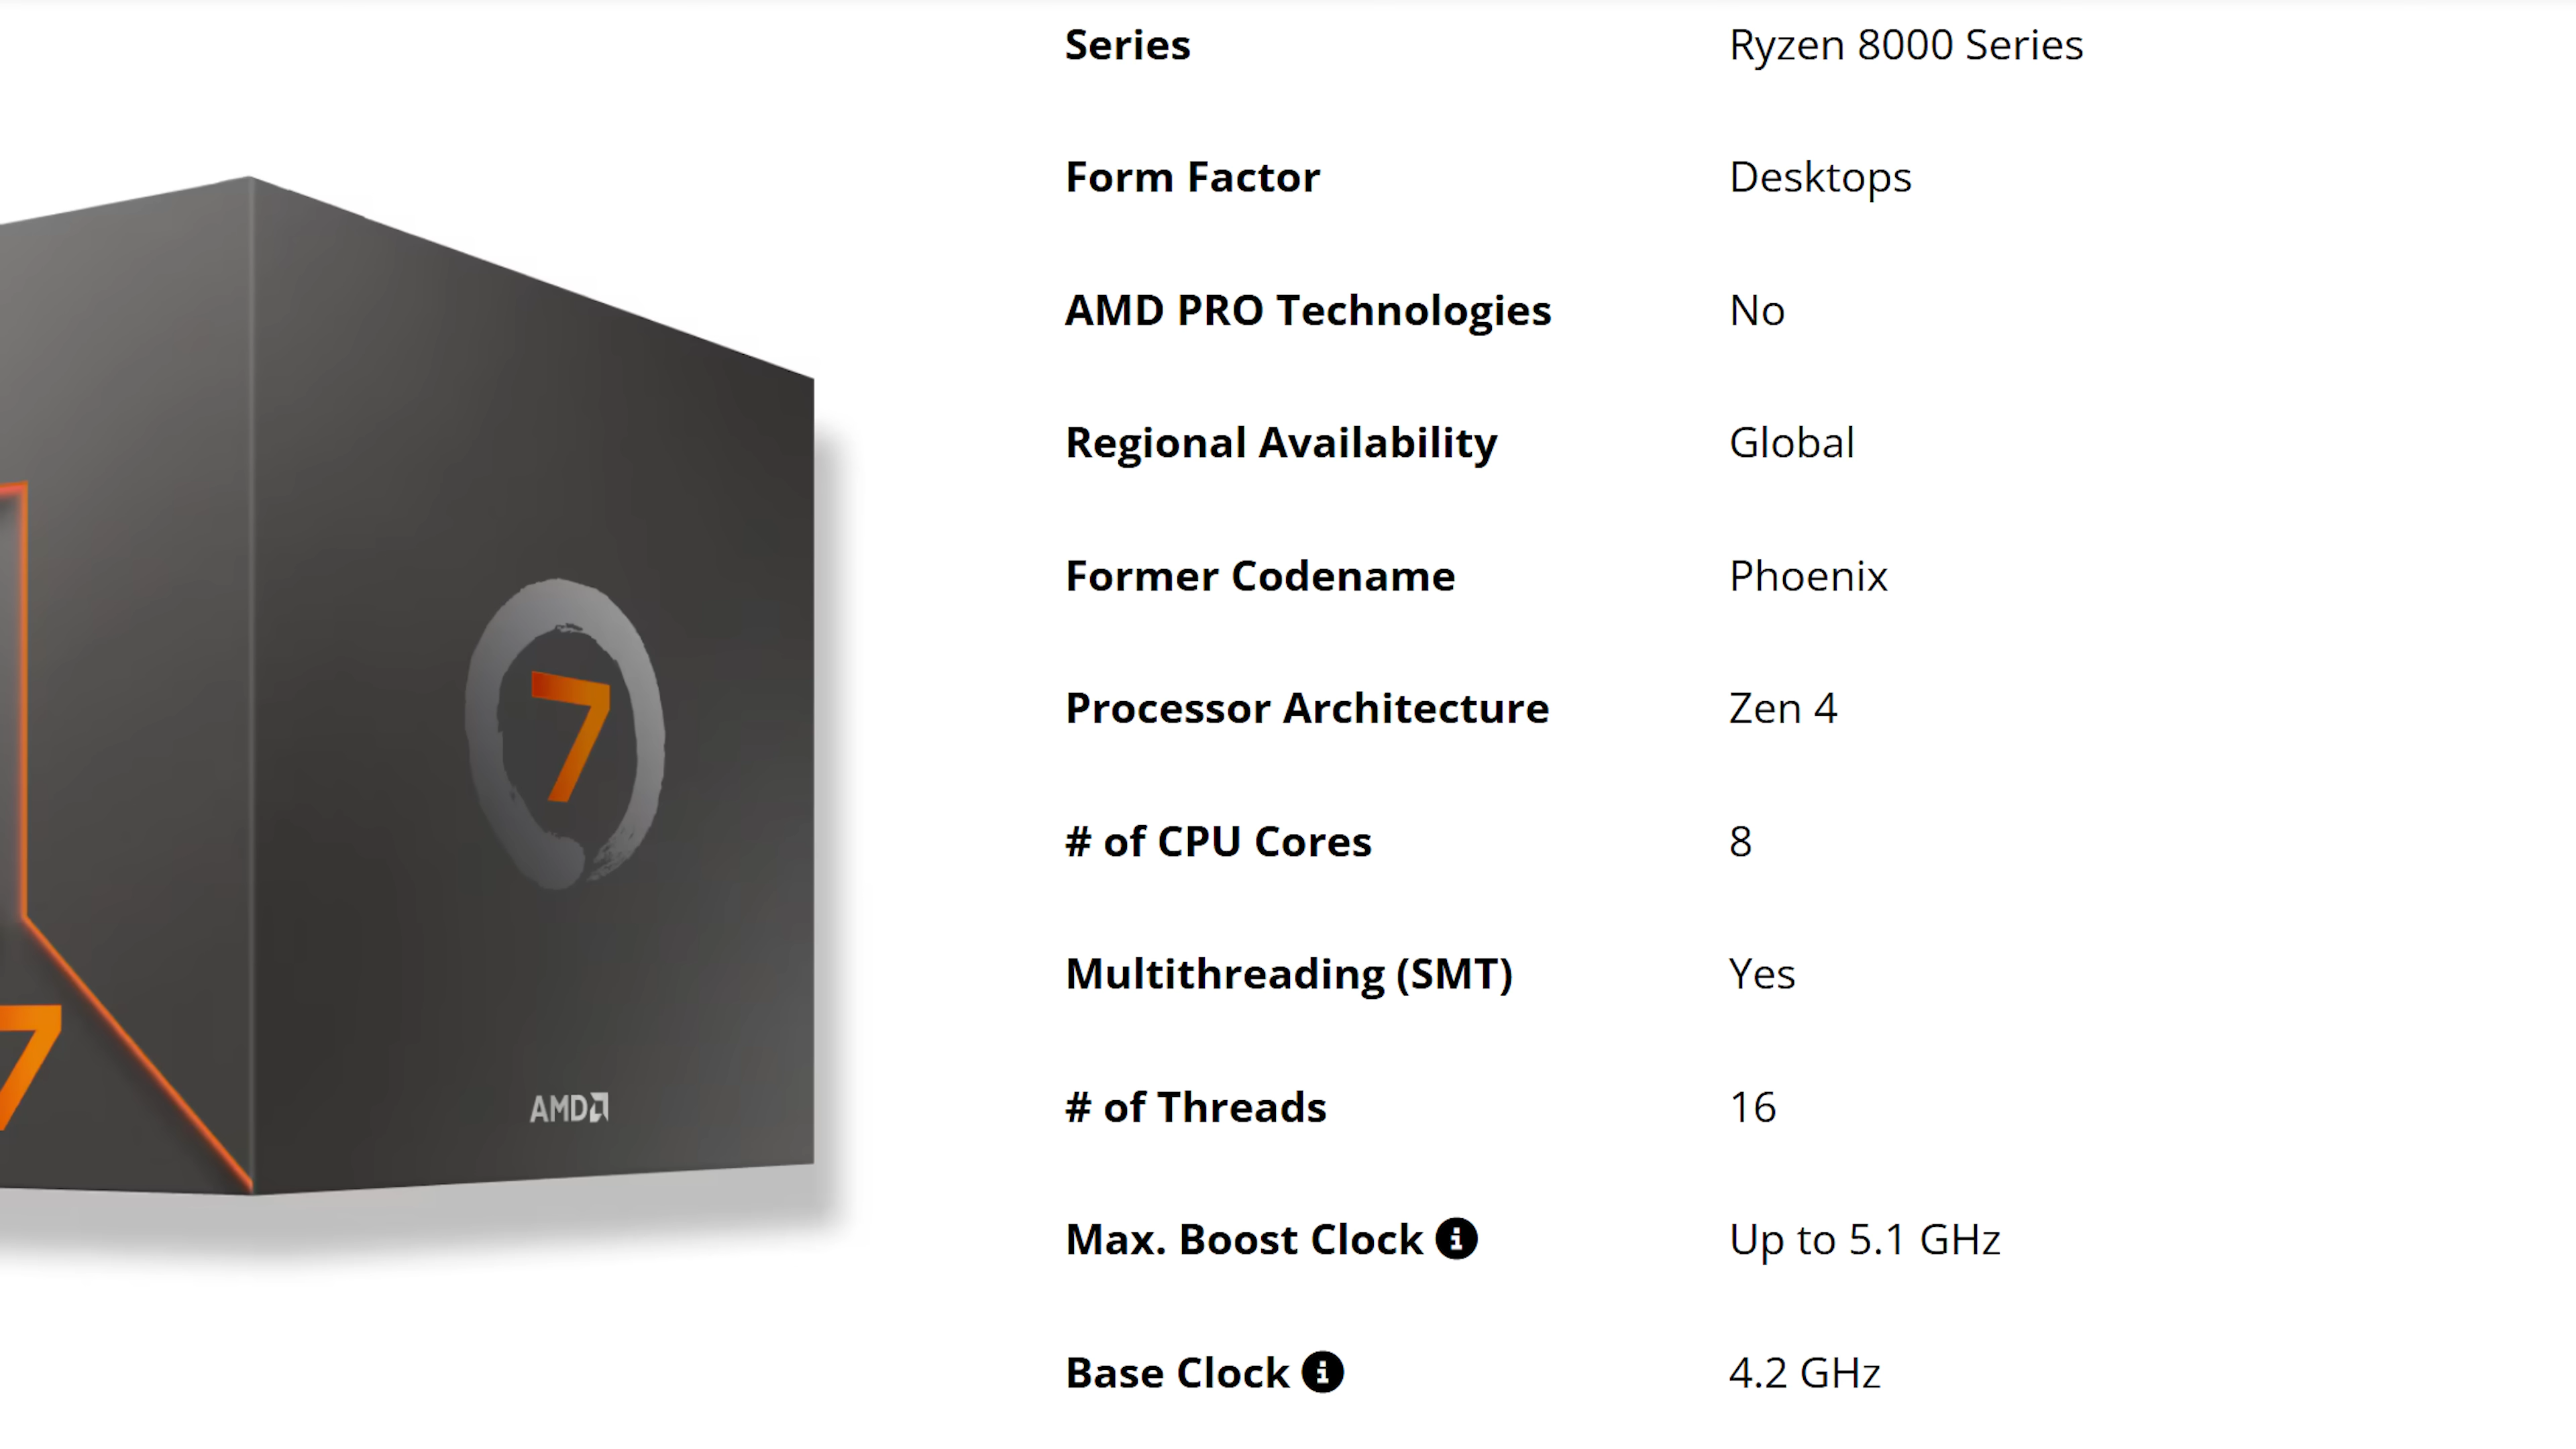 Series Ryzen 8000 Series
Form Factor Desktops
AMD PRO Technologies No
Regional Availability Global
Former Codename Phoenix
Processor Architecture Zen 4
# of CPU Cores 8
Multithreading (SMT) Yes
# of Threads 16
Max. Boost Clock Up to 5.1 GHz
Base Clock 4.2 GHz
7
7
AMD